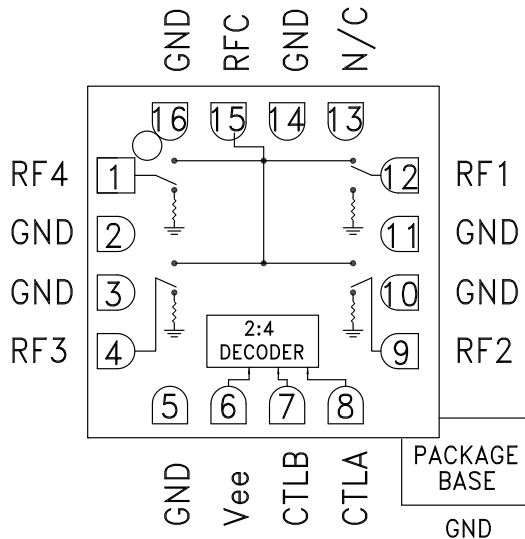 GND
RFC
GND
N/C
16
15
14
13
RF4
1
12
RF1
GND
2
11
GND
GND
3
10
GND
RF3
4
2:4
DECODER
9
RF2
5
6
7
8
GND
Vee
CTLB
CTLA
PACKAGE
BASE
GND